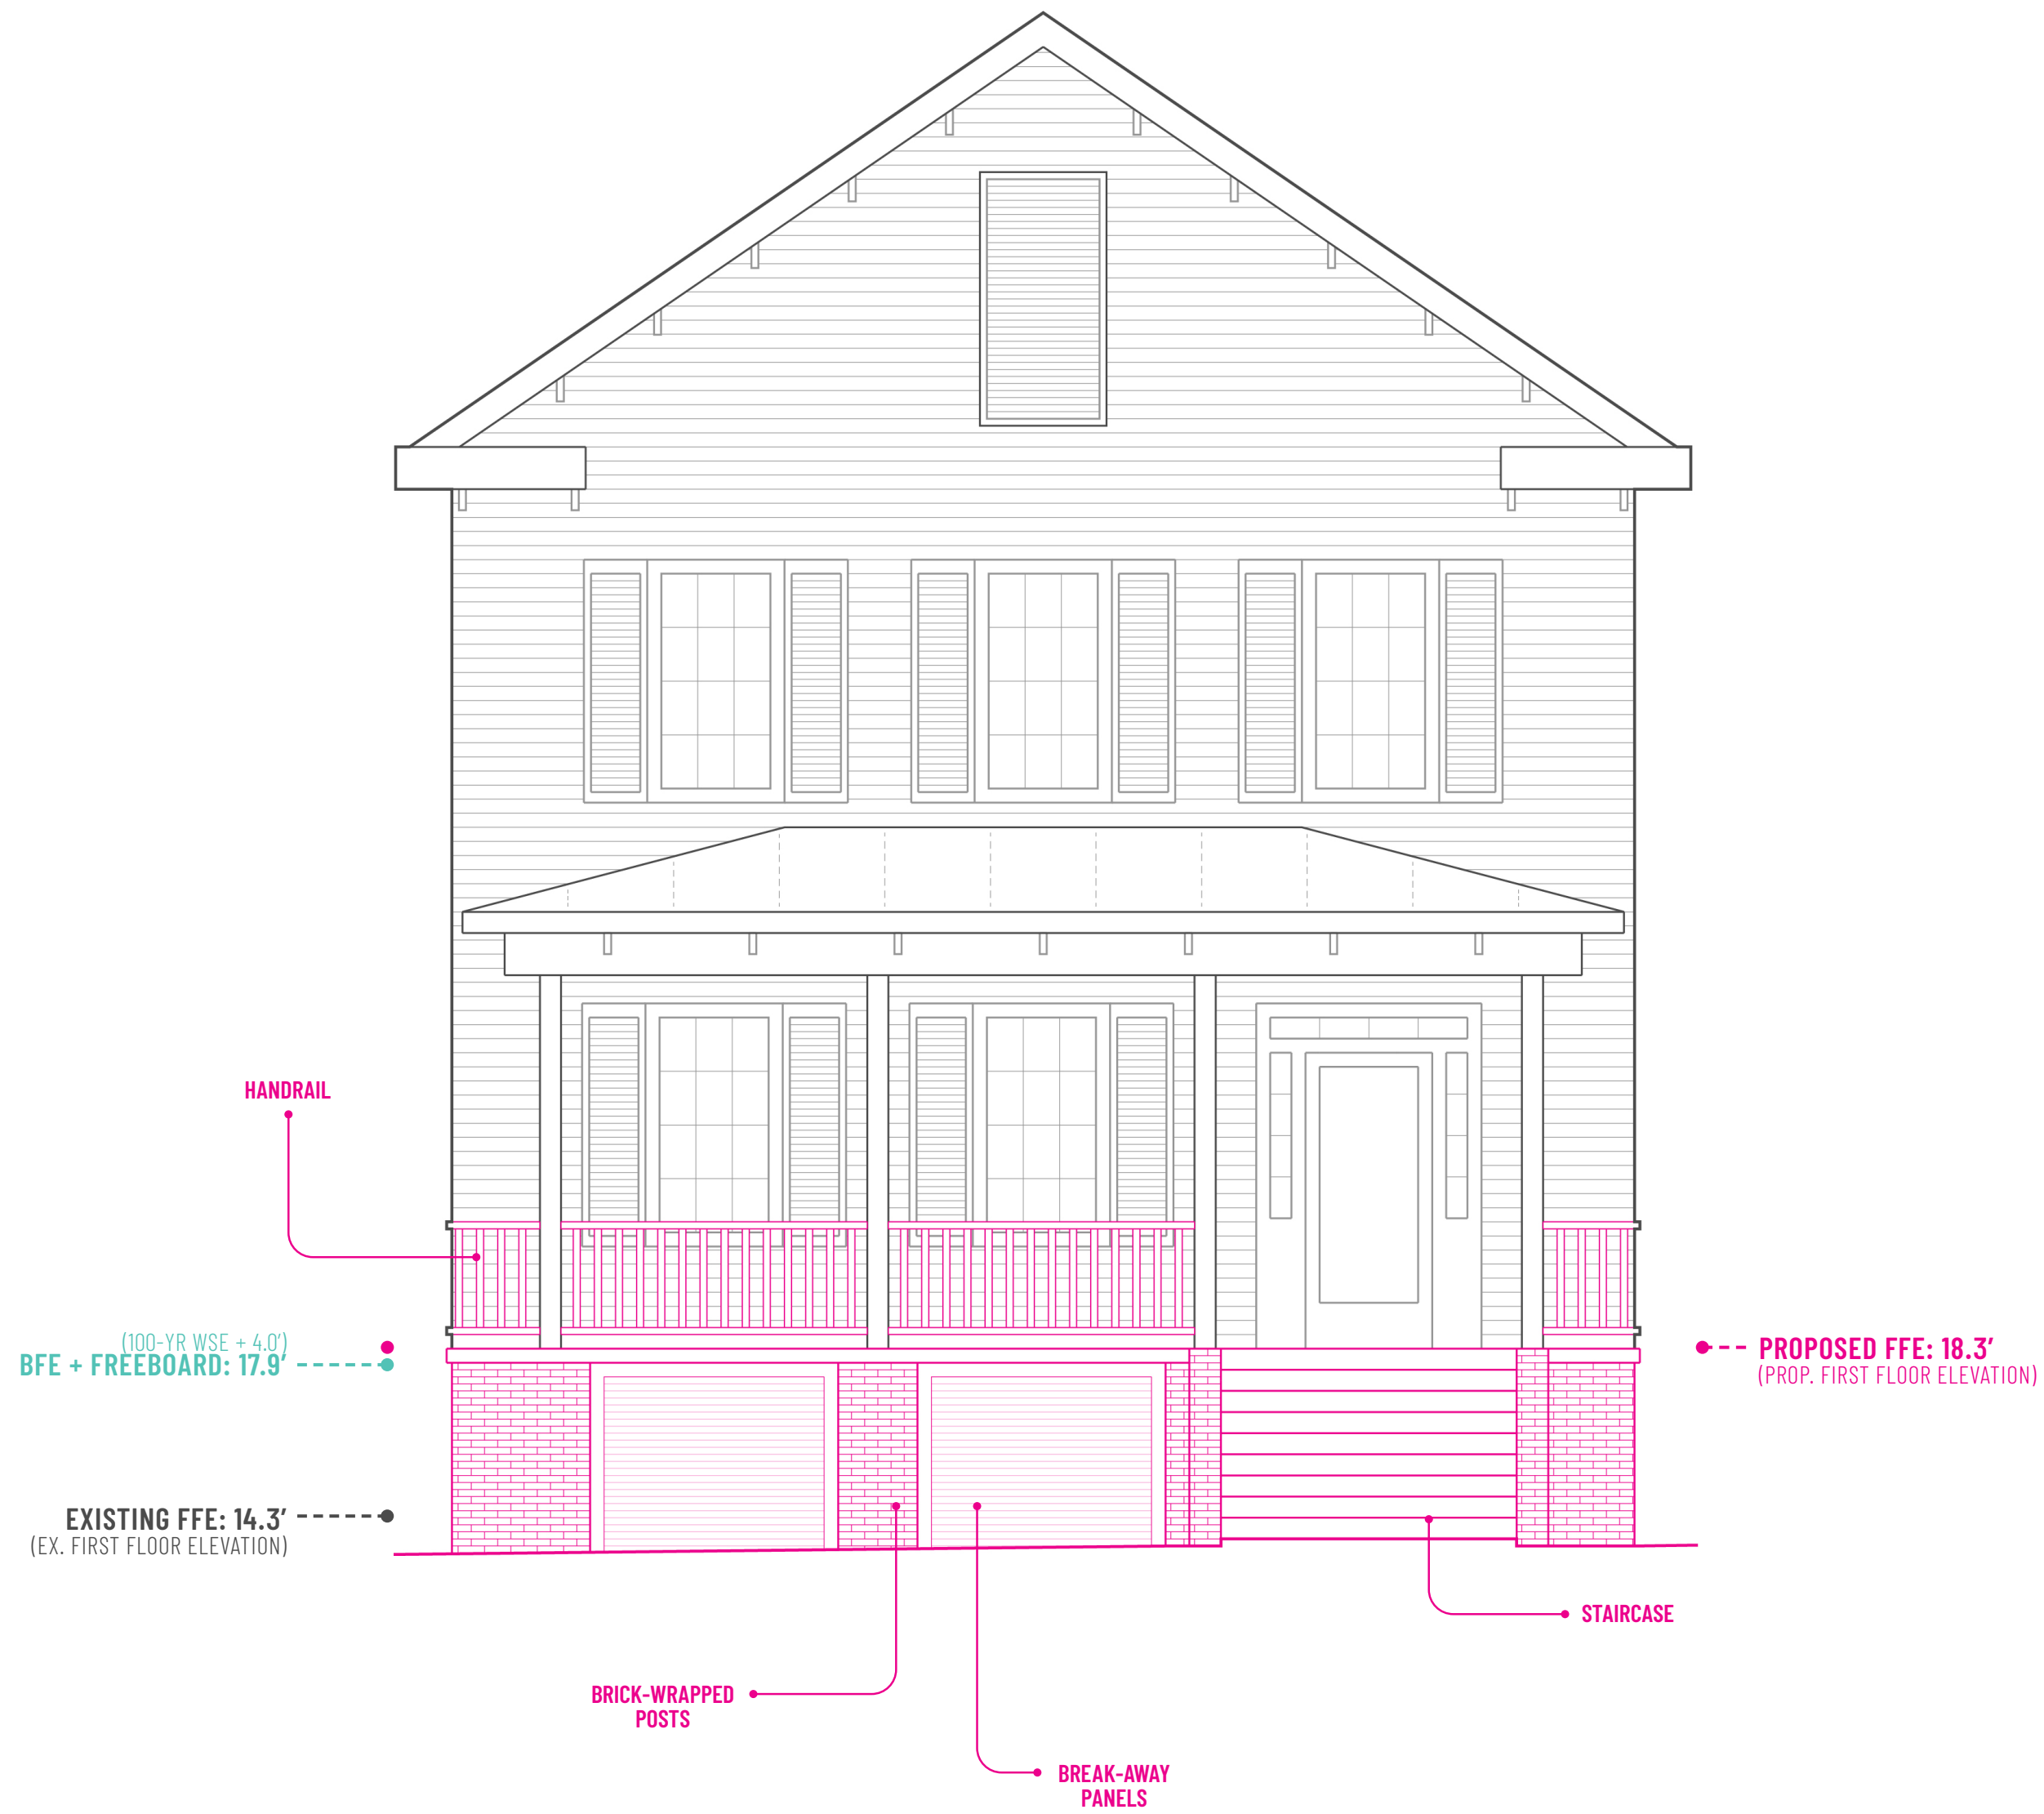 HANDRAIL
(100-YR WSE + 4.0′)
BFE + FREEBOARD: 17.9′
PROPOSED FFE: 18.3′
(PROP. FIRST FLOOR ELEVATION)
EXISTING FFE: 14.3′
(EX. FIRST FLOOR ELEVATION)
STAIRCASE
BRICK-WRAPPED
POSTS
BREAK-AWAY
PANELS